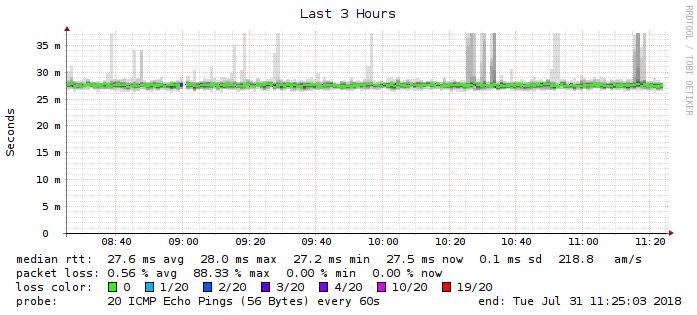 Last 3 Hours
RRDTOOL / TOBI OETIKER
Seconds
35 m
30 m
25 m
20 m
15 m
10 m
5 m
0
08:40 09:00 09:20 09:40 10:00 10:20 10:40 11:00 11:20
median rtt: 27.6 ms avg 28.0 ms max 27.2 ms min 27.5 ms now 0.1 ms sd 218.8 am/s
packet loss: 0.56 % avg 88.33 % max 0.00 % min 0.00 % now
loss color: 0 1/20 2/20 3/20 4/20 10/20 19/20
probe: 20 ICMP Echo Pings (56 Bytes) every 60s end: Tue Jul 31 11:25:03 2018